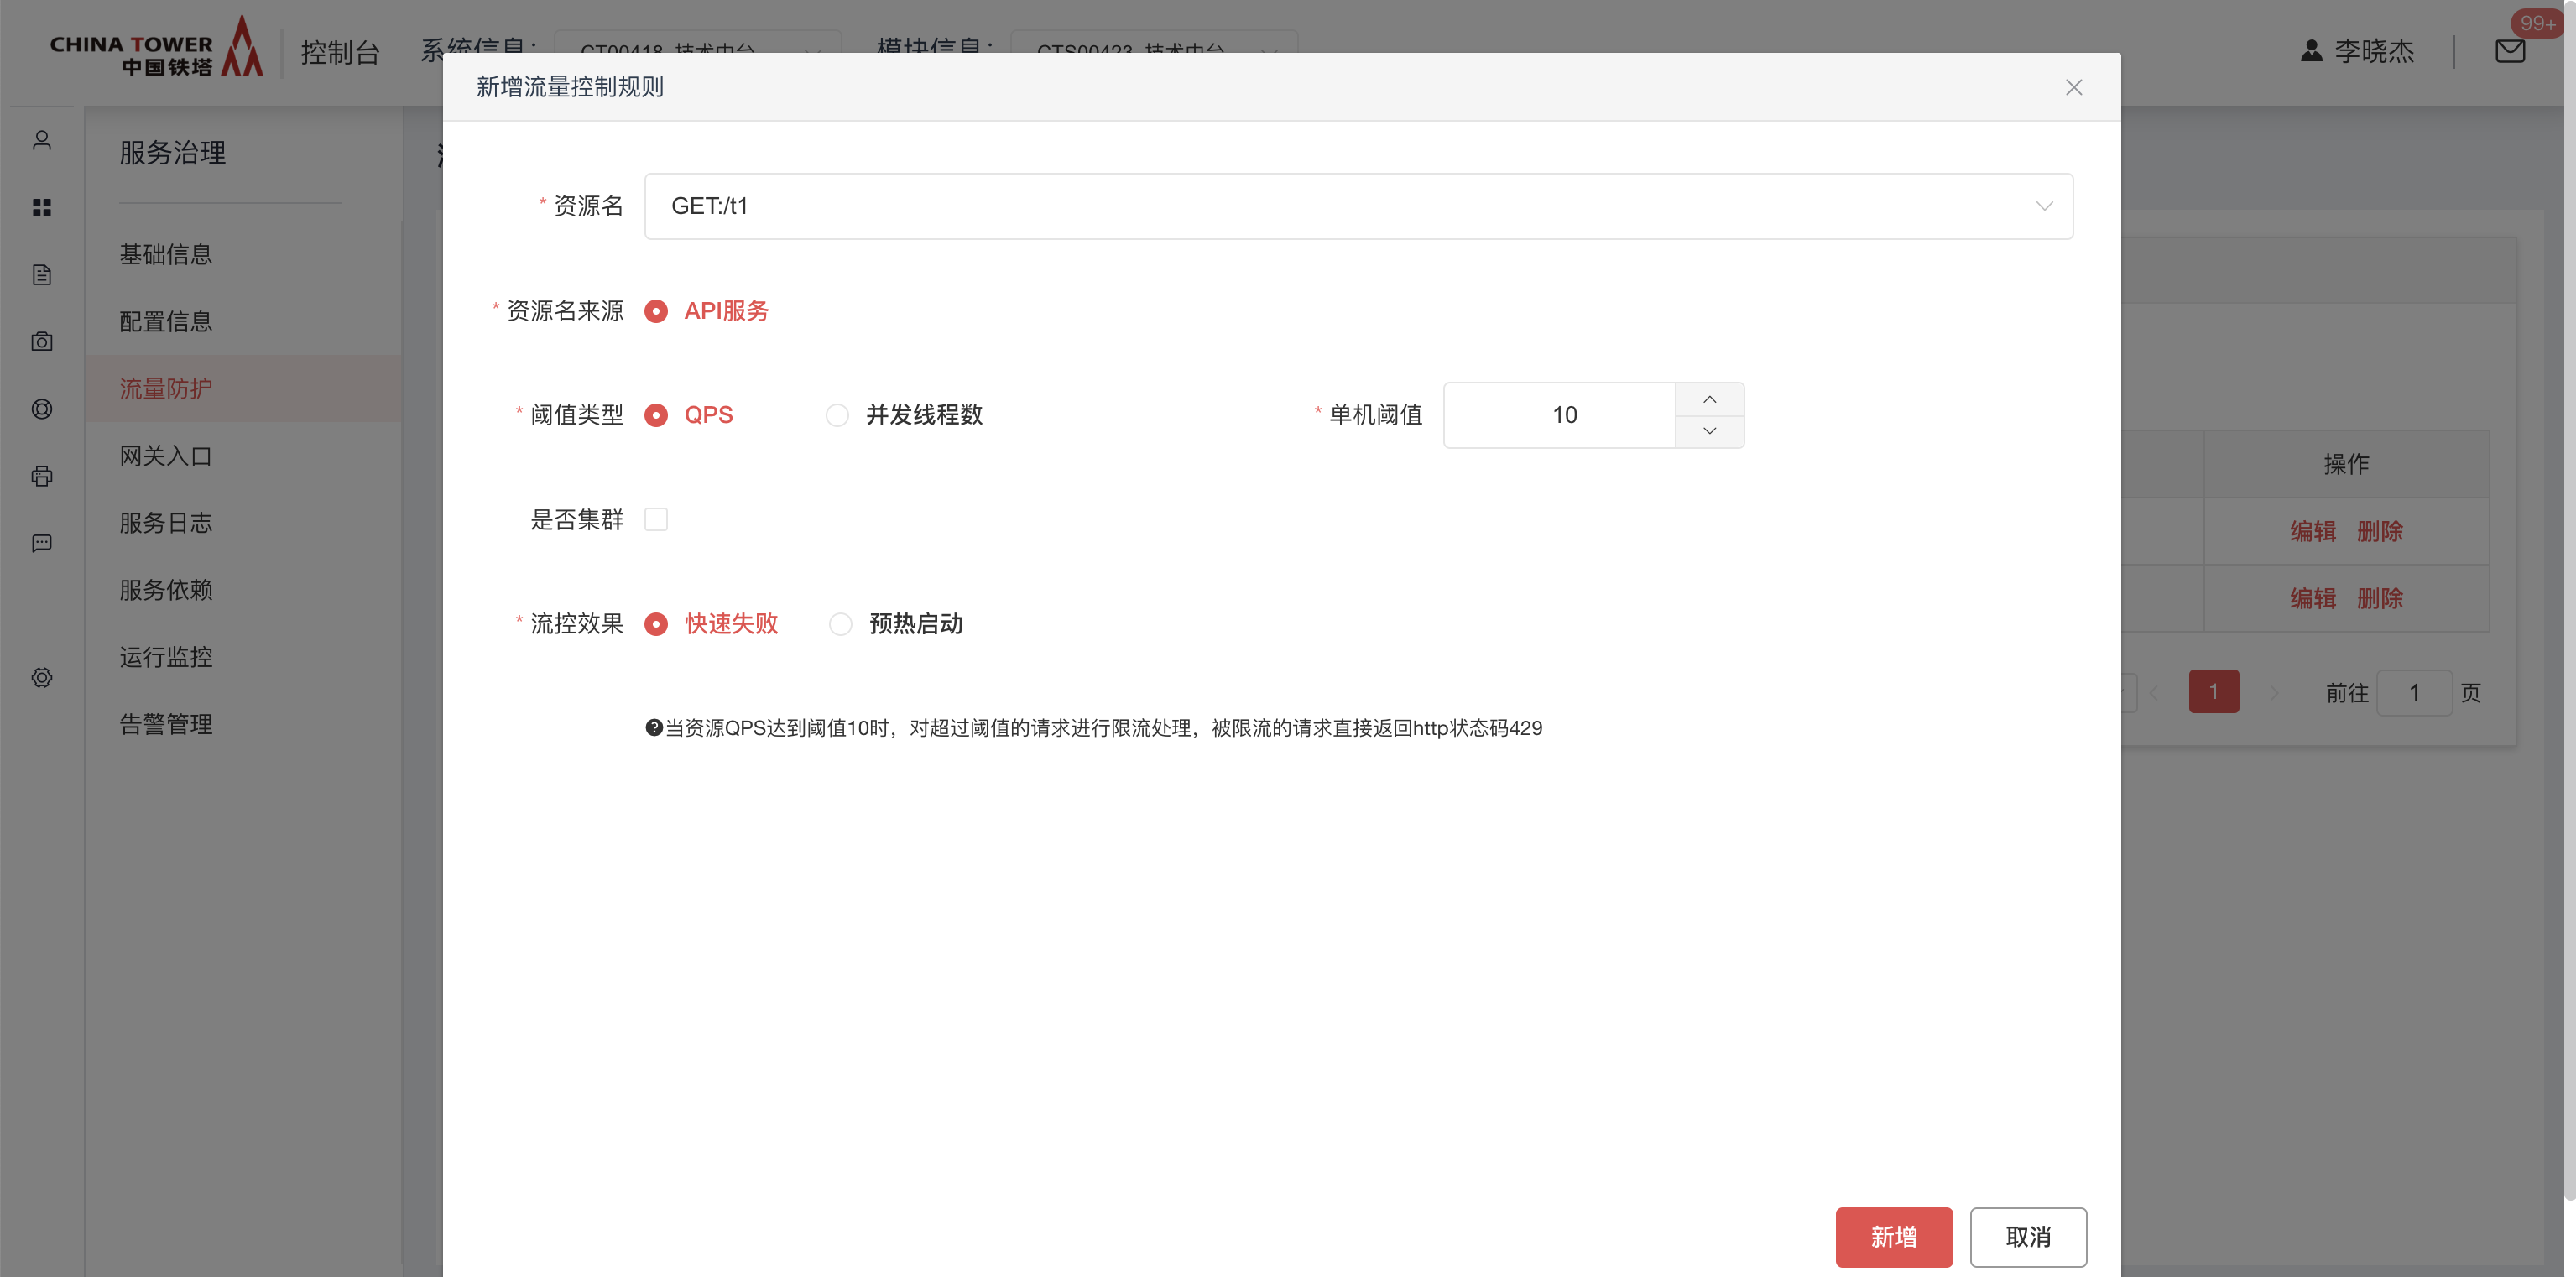 CHINA TOWER
中国铁塔
控制台
系统信息:
CT00418 技术中台
模块信息:
CTS00423 技术中台
李晓杰
99+
新增流量控制规则
服务治理
基础信息
配置信息
流量防护
网关入口
服务日志
服务依赖
运行监控
告警管理
* 资源名
GET:/t1
* 资源名来源
API服务
* 阈值类型
QPS
并发线程数
* 单机阈值
10
是否集群
* 流控效果
快速失败
预热启动
当资源QPS达到阈值10时，对超过阈值的请求进行限流处理，被限流的请求直接返回http状态码429
操作
编辑 删除
编辑 删除
1
前往 1 页
新增
取消